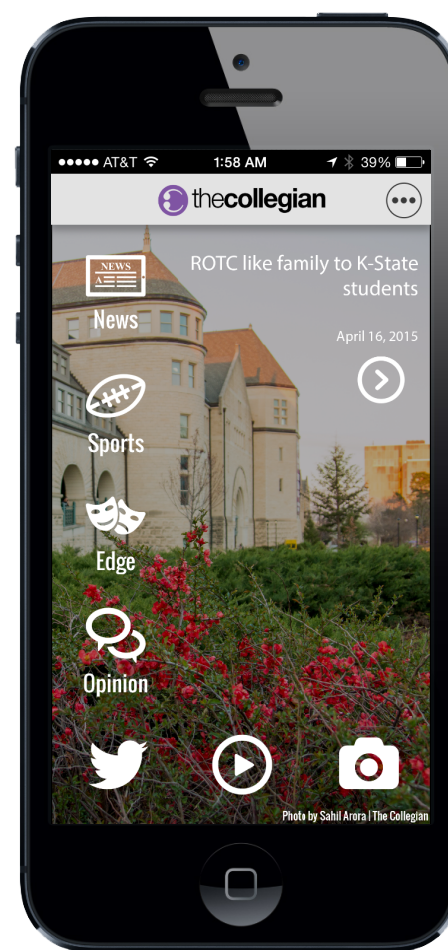 AT&T 1:58 AM 39%
thecollegian
NEWS
A
News
ROTC like family to K-State
students
April 16, 2015
Sports
Edge
Opinion
Photo by Sahil Arora | The Collegian